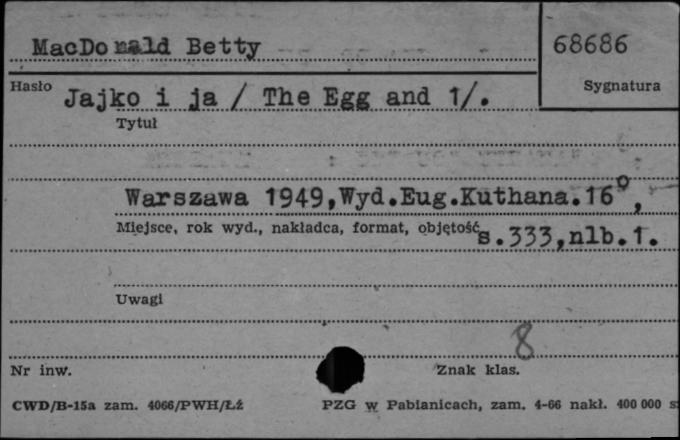 MacDonald Betty
68686
Hasło
Sygnatura
Jajko i ja / The Egg and 1/.
Tytuł
Warszawa 1949,Wyd.Eug.Kuthana.16°,
Miejsce, rok wyd., nakładca, format, objętość
s.333,nlb.1.
Uwagi
8
Nr inw.
Znak klas.
CWD/B-15a zam. 4066/PWH/Łź
PZG w Pabianicach, zam. 4-66 nakł. 400 000